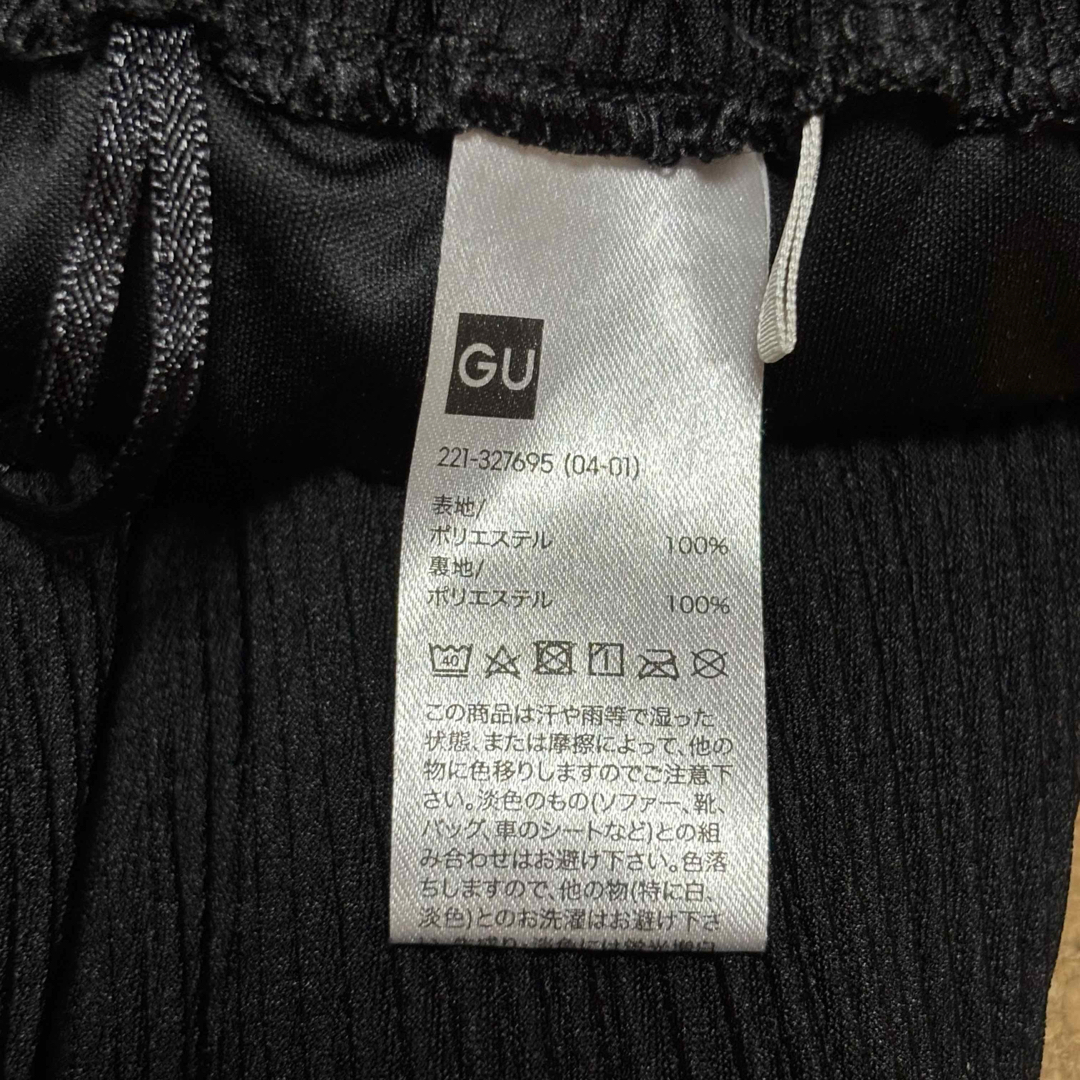 GU
221-327695 (04-01)
表地/
ポリエステル 100%
裏地/
ポリエステル 100%
40
この商品は汗や雨等で湿った
状態、または摩擦によって、他の
物に色移りしますのでご注意下
さい。淡色のもの(ソファー、靴、
バッグ、車のシートなど)との組
み合わせはお避け下さい。色落
ちしますので、他の物(特に白、
淡色)とのお洗濯はお避け下さ